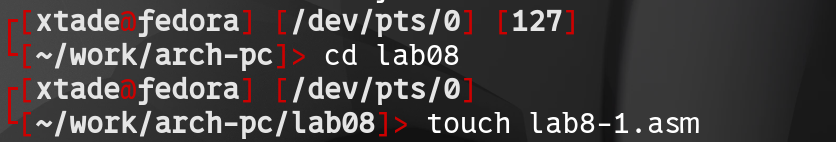 [xtade@fedora] [/dev/pts/0] [127]
[~/work/arch-pc]> cd lab08
[xtade@fedora] [/dev/pts/0]
[~/work/arch-pc/lab08]> touch lab8-1.asm